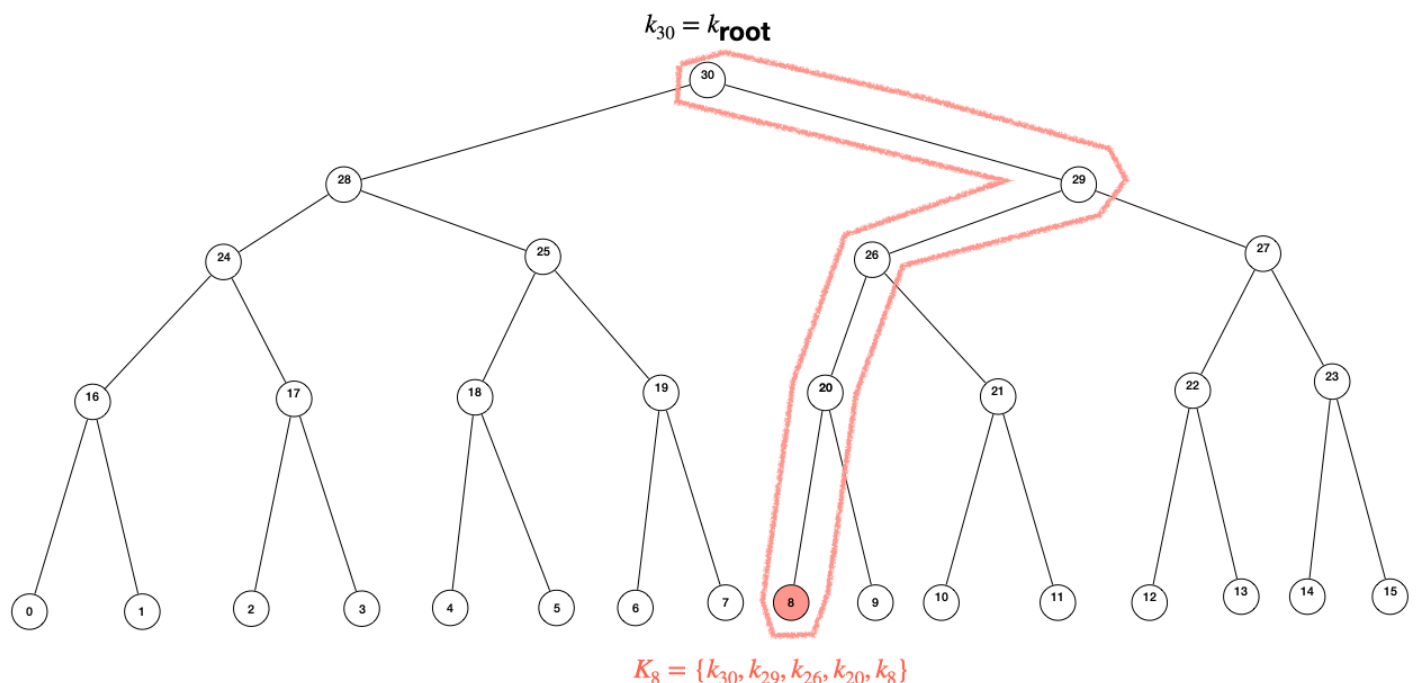 k₃₀ = k root
30
28 29
24 25 26 27
16 17 18 19 20 21 22 23
0 1 2 3 4 5 6 7 8 9 10 11 12 13 14 15
K₈ = {k₃₀, k₂₉, k₂₆, k₂₀, k₈}